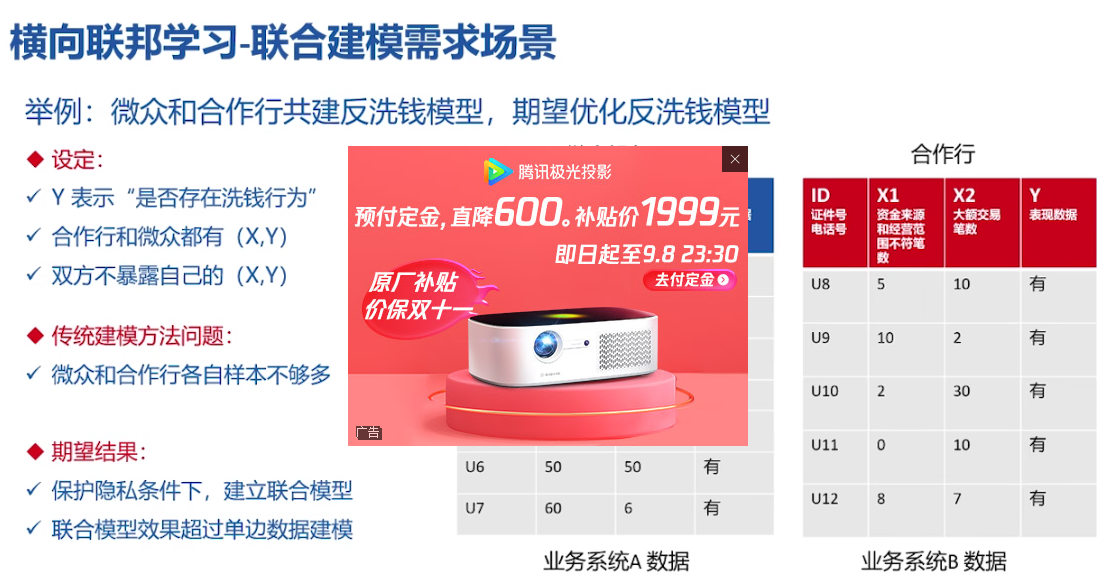 横向联邦学习-联合建模需求场景
举例：微众和合作行共建反洗钱模型，期望优化反洗钱模型
◆ 设定：
✓ Y 表示“是否存在洗钱行为”
✓ 合作行和微众都有（X,Y）
✓ 双方不暴露自己的（X,Y）
◆ 传统建模方法问题：
✓ 微众和合作行各自样本不够多
◆ 期望结果：
✓ 保护隐私条件下，建立联合模型
✓ 联合模型效果超过单边数据建模
腾讯极光投影
预付定金，直降600。补贴价1999元
即日起至9.8 23:30
去付定金
原厂补贴
价保双十一
广告
U6 50 50 有
U7 60 6 有
业务系统A 数据
合作行
ID X1 X2 Y
证件号 资金来源 大额交易 表现数据
电话号 和经营范 笔数
围不符笔
数
U8 5 10 有
U9 10 2 有
U10 2 30 有
U11 0 10 有
U12 8 7 有
业务系统B 数据